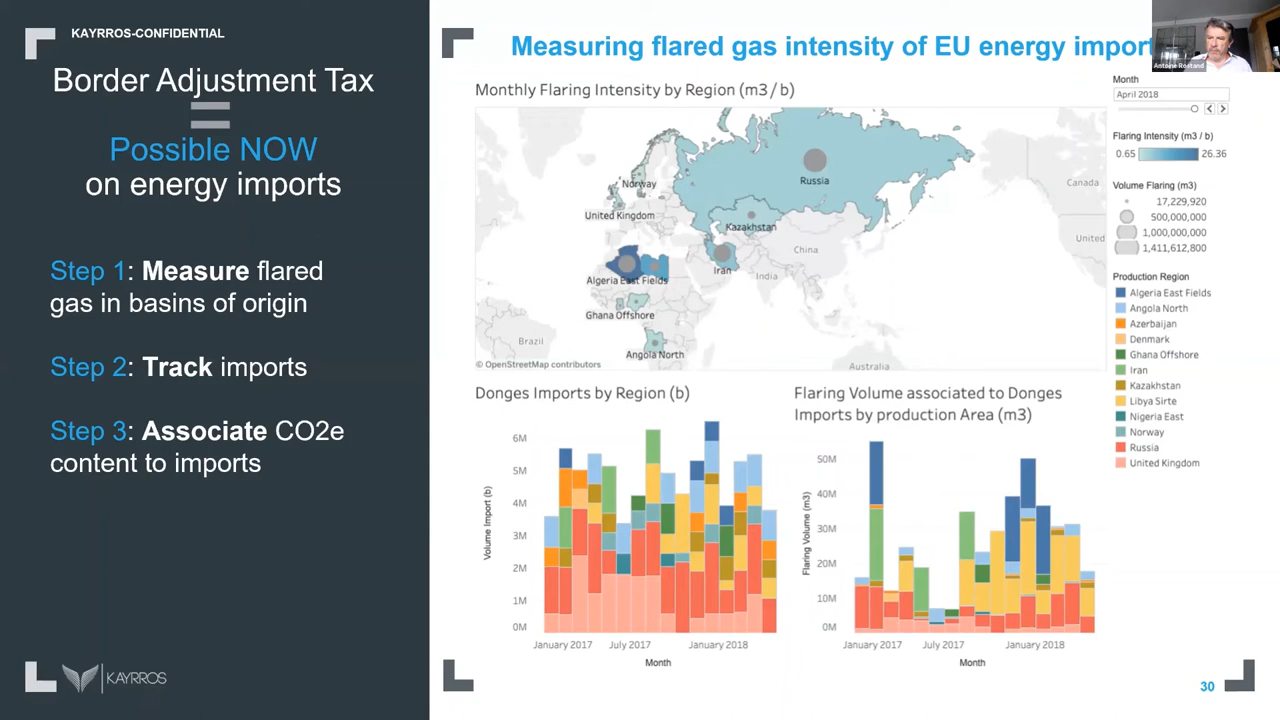 KAYRROS-CONFIDENTIAL
Border Adjustment Tax
=
Possible NOW
on energy imports
Step 1: Measure flared
gas in basins of origin
Step 2: Track imports
Step 3: Associate CO2e
content to imports
KAYRROS
Measuring flared gas intensity of EU energy import
Antoine Rostand
Monthly Flaring Intensity by Region (m3 / b)
Norway
Russia
United Kingdom
Kazakhstan
China
Iran
India
Algeria East Fields
Ghana Offshore
Angola North
Brazil
Australia
Canada
United
© OpenStreetMap contributors
Month
April 2018
Flaring Intensity (m3 / b)
0.65 26.36
Volume Flaring (m3)
17,229,920
500,000,000
1,000,000,000
1,411,612,800
Production Region
Algeria East Fields
Angola North
Azerbaijan
Denmark
Ghana Offshore
Iran
Kazakhstan
Libya Sirte
Nigeria East
Norway
Russia
United Kingdom
Donges Imports by Region (b)
Volume Import (b)
6M
5M
4M
3M
2M
1M
0M
January 2017 July 2017 January 2018
Month
Flaring Volume associated to Donges
Imports by production Area (m3)
Flaring Volume (m3)
50M
40M
30M
20M
10M
0M
January 2017 July 2017 January 2018
Month
30